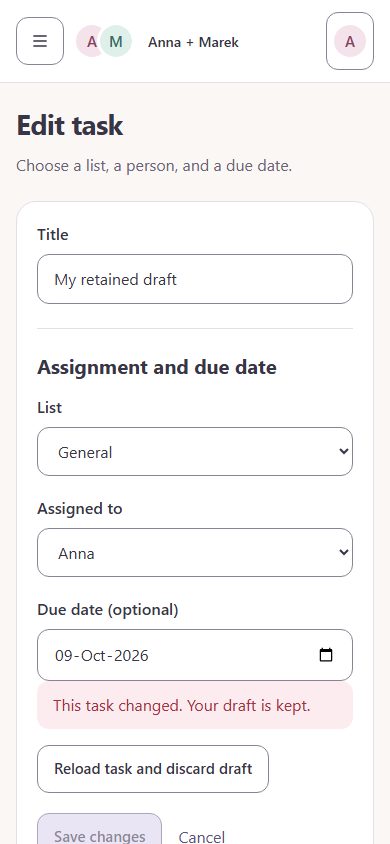 A M Anna + Marek A
Edit task
Choose a list, a person, and a due date.
Title
My retained draft
Assignment and due date
List
General
Assigned to
Anna
Due date (optional)
09-Oct-2026
This task changed. Your draft is kept.
Reload task and discard draft
Save changes Cancel